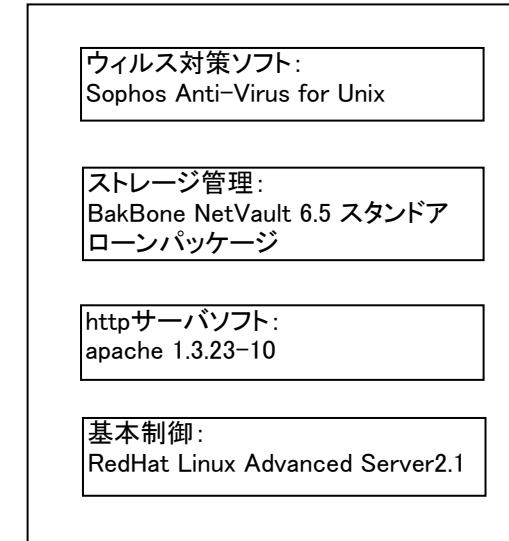 ウィルス対策ソフト:
Sophos Anti-Virus for Unix
ストレージ管理:
BakBone NetVault 6.5 スタンドア
ローンパッケージ
httpサーバソフト:
apache 1.3.23-10
基本制御:
RedHat Linux Advanced Server2.1